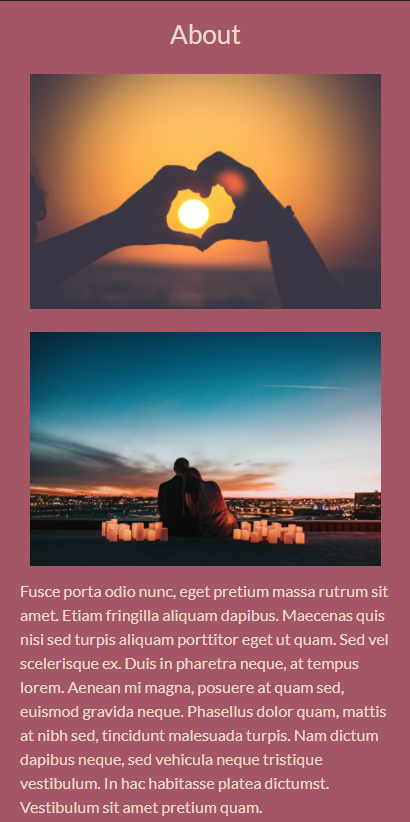 About
Fusce porta odio nunc, eget pretium massa rutrum sit
amet. Etiam fringilla aliquam dapibus. Maecenas quis
nisi sed turpis aliquam porttitor eget ut quam. Sed vel
scelerisque ex. Duis in pharetra neque, at tempus
lorem. Aenean mi magna, posuere at quam sed,
euismod gravida neque. Phasellus dolor quam, mattis
at nibh sed, tincidunt malesuada turpis. Nam dictum
dapibus neque, sed vehicula neque tristique
vestibulum. In hac habitasse platea dictumst.
Vestibulum sit amet pretium quam.